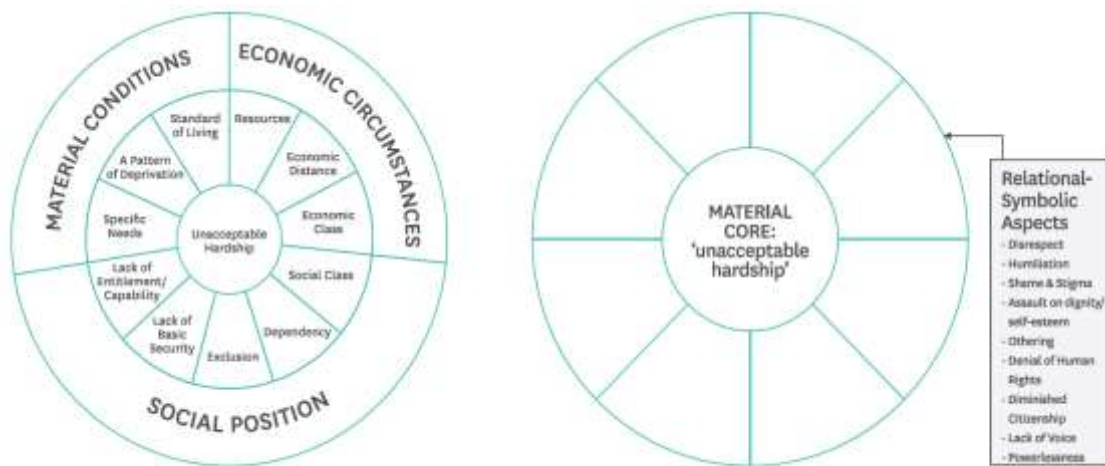 MATERIAL CONDITIONS
ECONOMIC CIRCUMSTANCES
SOCIAL POSITION
Standard
of Living
Resources
Economic
Distance
Economic
Class
Social Class
Dependency
Exclusion
Lack of
Basic
Security
Lack of
Entitlement/
Capability
Specific
Needs
A Pattern
of Deprivation
Unacceptable
Hardship
MATERIAL
CORE:
'unacceptable
hardship'
Relational-
Symbolic
Aspects
- Disrespect
- Humiliation
- Shame & Stigma
- Assault on dignity/
self-esteem
- Othering
- Denial of Human
Rights
- Diminished
Citizenship
- Lack of Voice
- Powerlessness